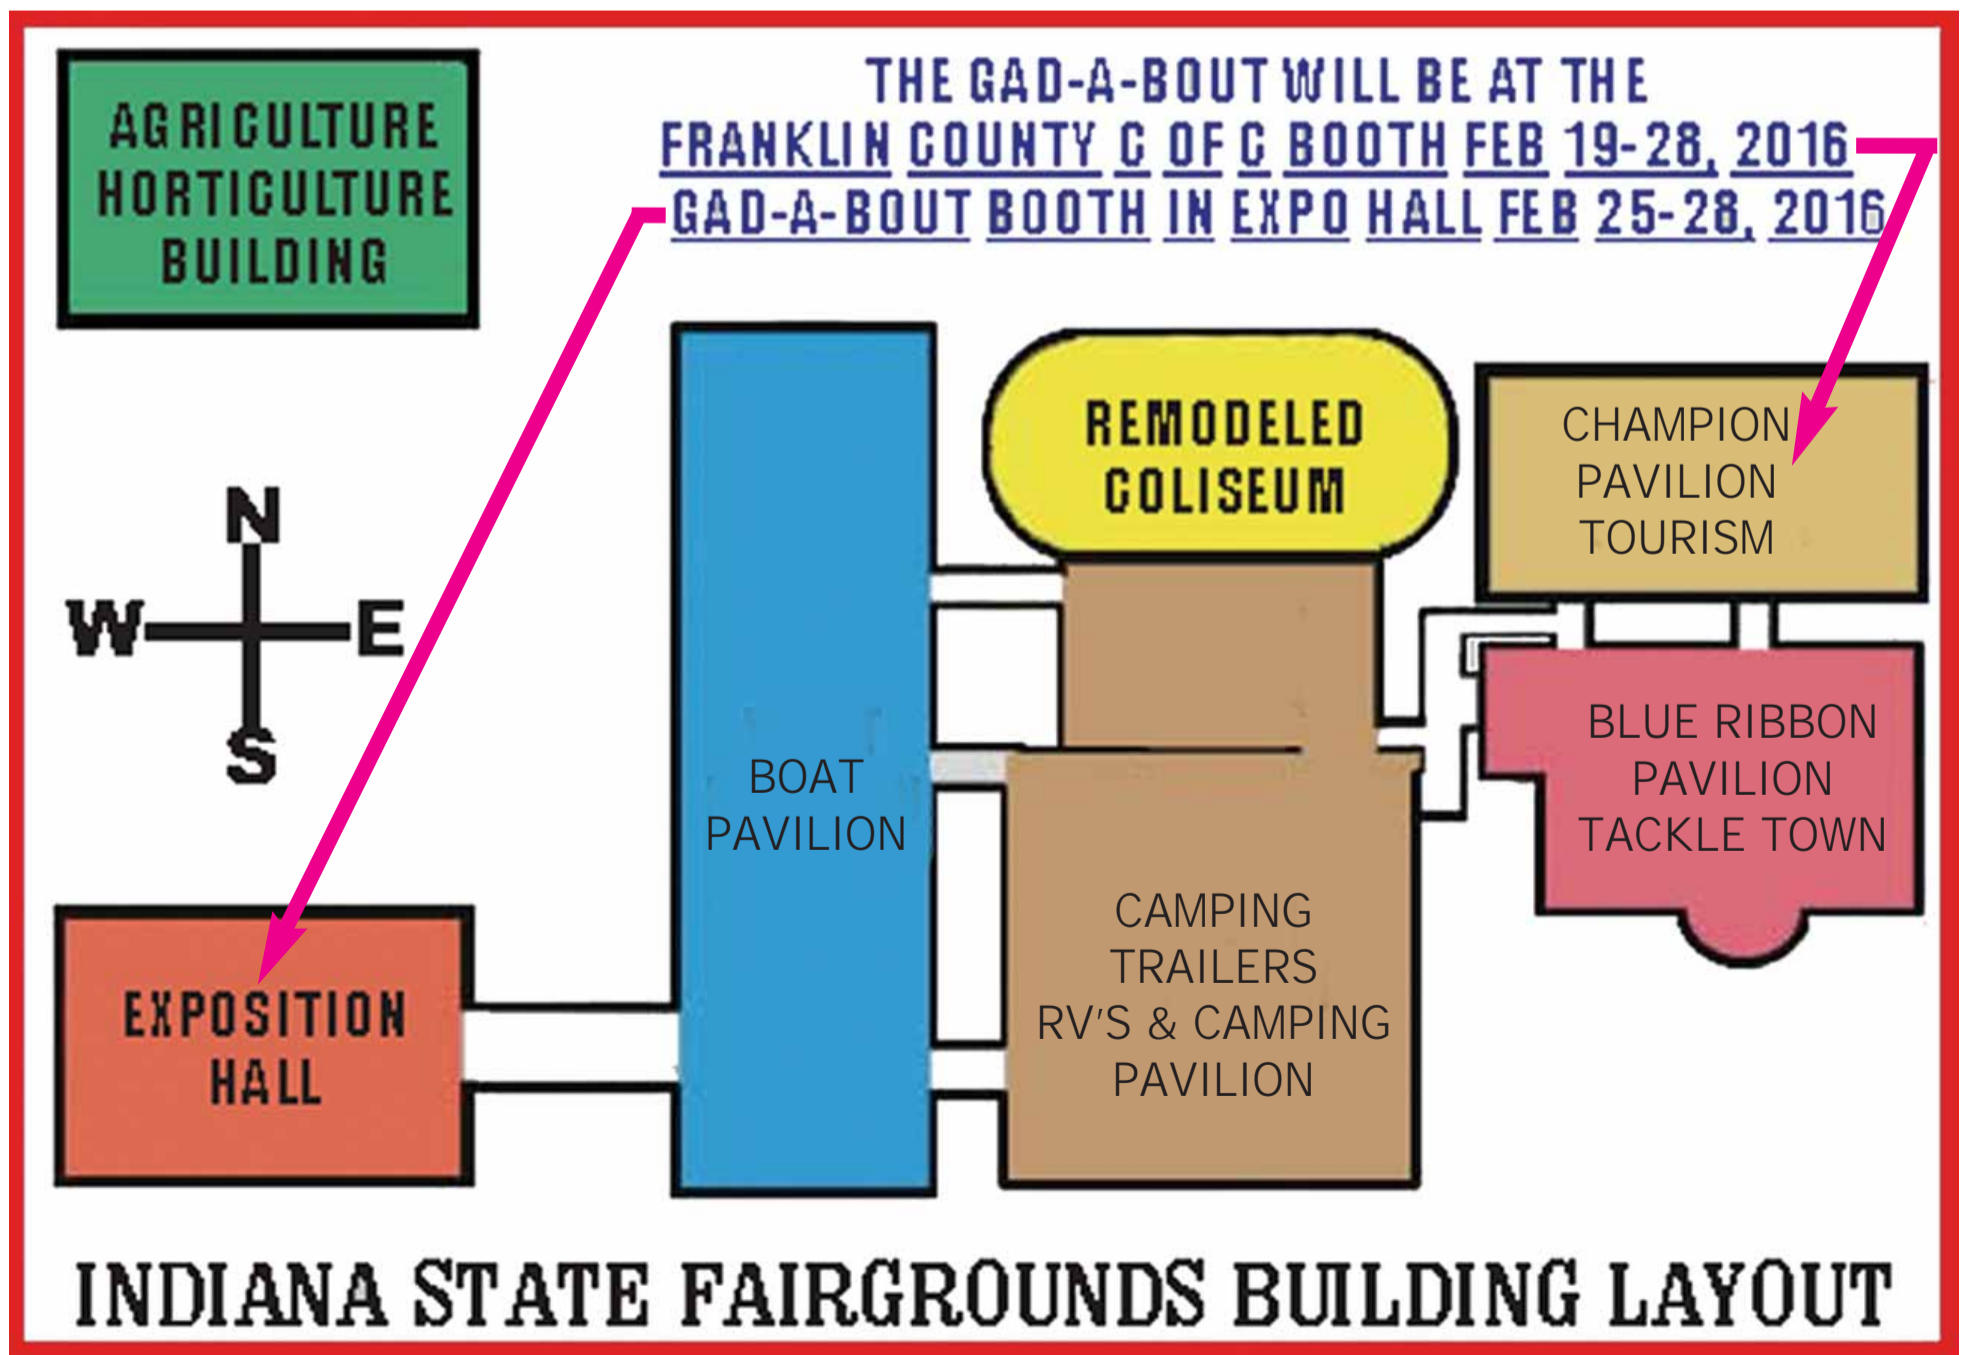 AGRICULTURE
HORTICULTURE
BUILDING
THE GAD-A-BOUT WILL BE AT THE
FRANKLIN COUNTY C OF C BOOTH FEB 19-28, 2016
GAD-A-BOUT BOOTH IN EXPO HALL FEB 25-28, 2016
N
W E
S
REMODELED
COLISEUM
CHAMPION
PAVILION
TOURISM
BOAT
PAVILION
BLUE RIBBON
PAVILION
TACKLE TOWN
CAMPING
TRAILERS
RV'S & CAMPING
PAVILION
EXPOSITION
HALL
INDIANA STATE FAIRGROUNDS BUILDING LAYOUT